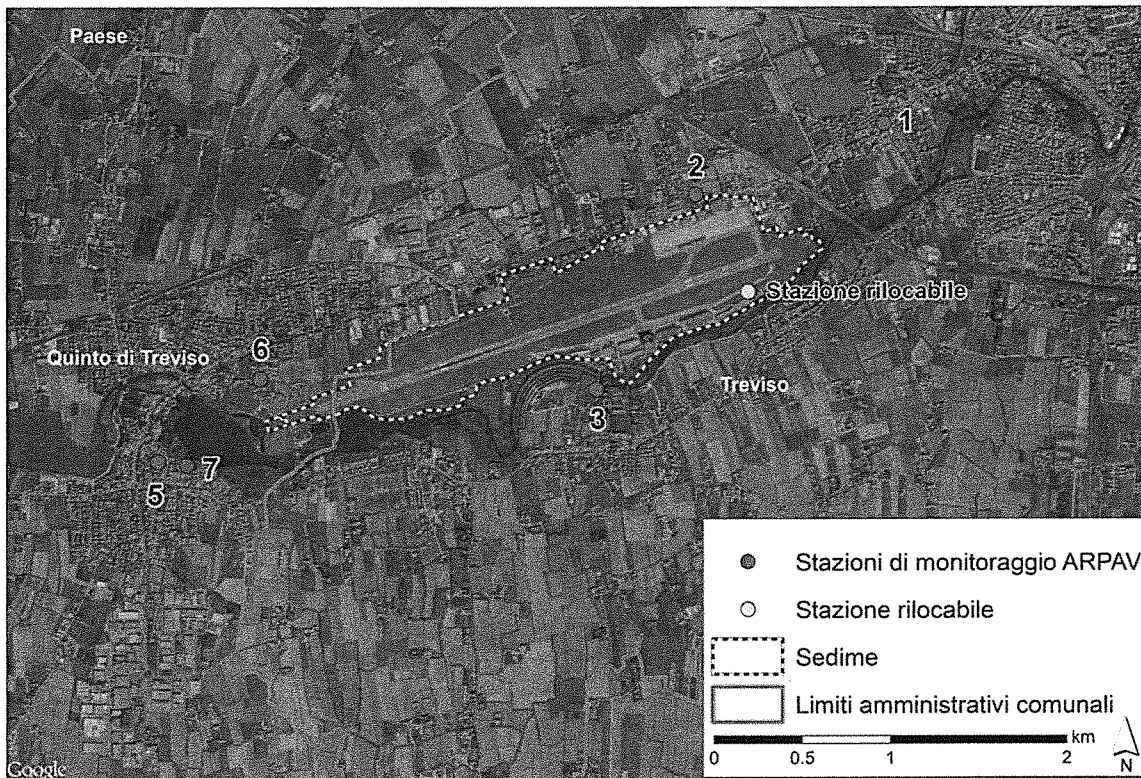 Paese
1
2
Stazione rilocabile
Quinto di Treviso
6
Treviso
3
7
5
Stazioni di monitoraggio ARPAV
Stazione rilocabile
Sedime
Limiti amministrativi comunali
km
0 0.5 1 2
N
Google